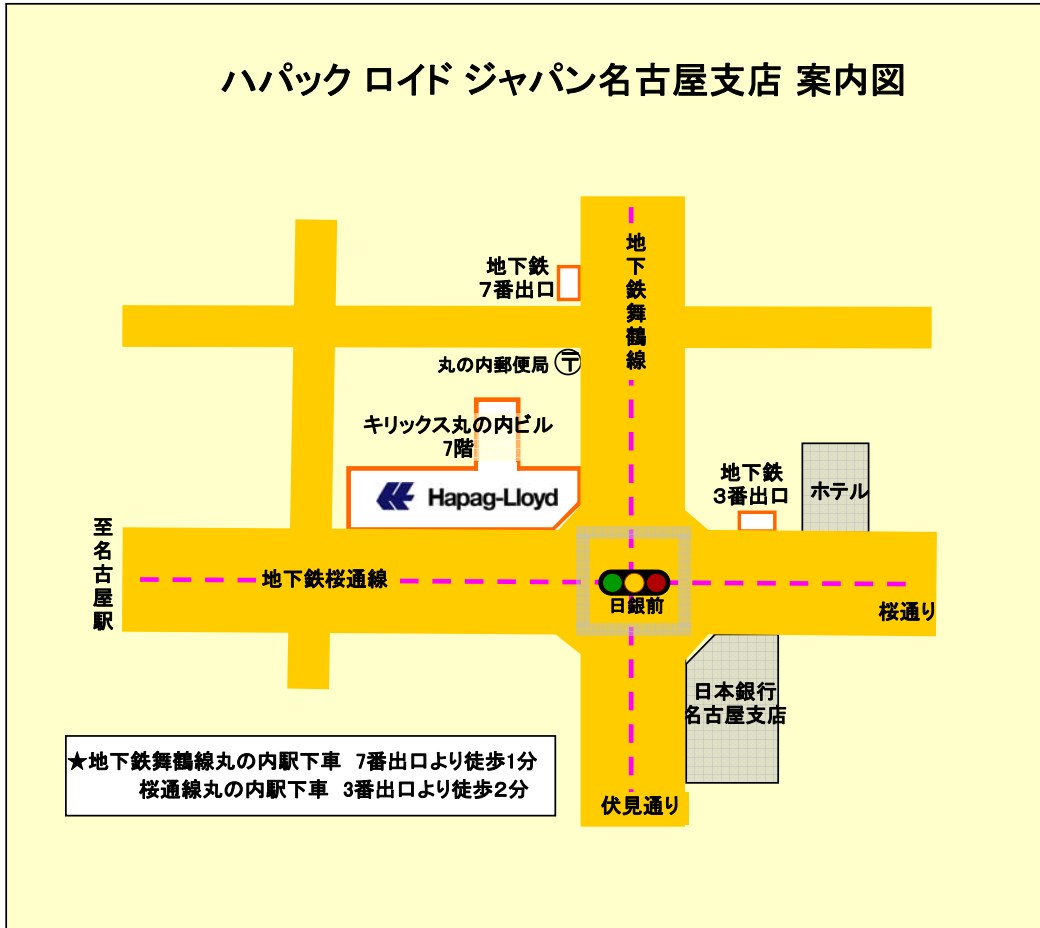 ハパック ロイド ジャパン名古屋支店 案内図
地下鉄舞鶴線
地下鉄
7番出口
丸の内郵便局 〒
キリックス丸の内ビル
7階
Hapag-Lloyd
地下鉄
3番出口
ホテル
至名古屋駅
地下鉄桜通線
日銀前
桜通り
日本銀行
名古屋支店
★地下鉄舞鶴線丸の内駅下車 7番出口より徒歩1分
桜通線丸の内駅下車 3番出口より徒歩2分
伏見通り